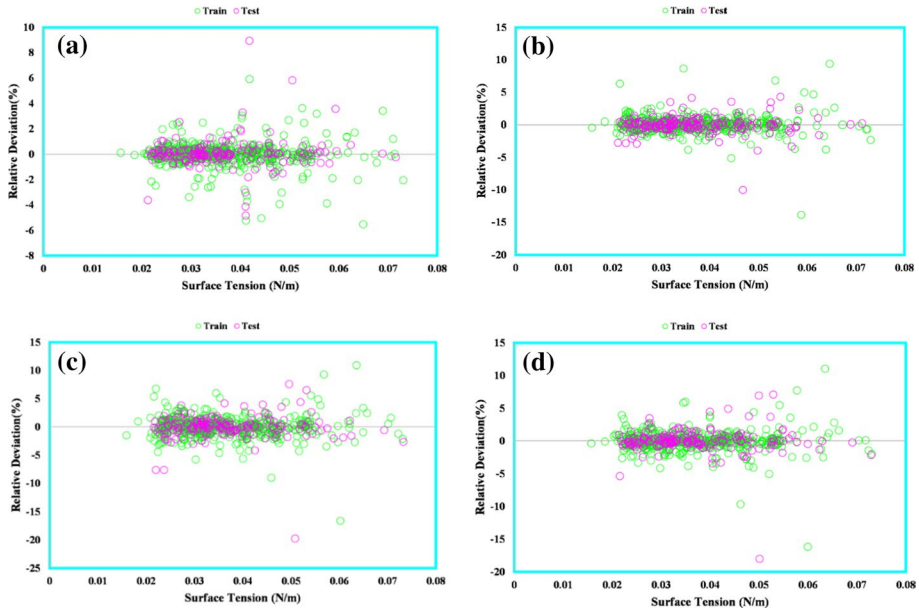 Train Test
(a)
Relative Deviation(%)
10
8
6
4
2
0
-2
-4
-6
-8
0 0.01 0.02 0.03 0.04 0.05 0.06 0.07 0.08
Surface Tension (N/m)
Train Test
(b)
Relative Deviation(%)
15
10
5
0
-5
-10
-15
-20
0 0.01 0.02 0.03 0.04 0.05 0.06 0.07 0.08
Surface Tension (N/m)
Train Test
(c)
Relative Deviation(%)
15
10
5
0
-5
-10
-15
-20
-25
0 0.01 0.02 0.03 0.04 0.05 0.06 0.07 0.08
Surface Tension (N/m)
Train Test
(d)
Relative Deviation(%)
15
10
5
0
-5
-10
-15
-20
0 0.01 0.02 0.03 0.04 0.05 0.06 0.07 0.08
Surface Tension (N/m)